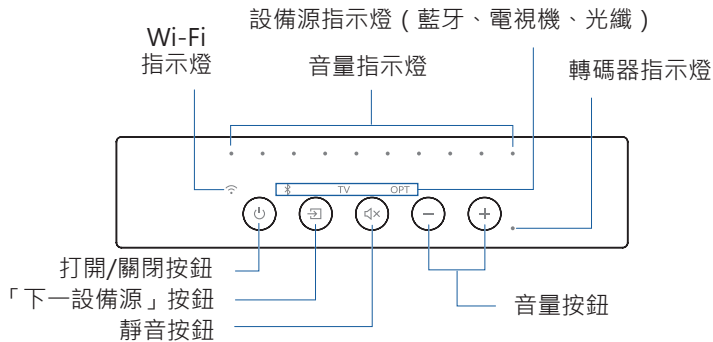 設備源指示燈(藍牙、電視機、光纖)
Wi-Fi
指示燈
音量指示燈
轉碼器指示燈
TV
OPT
打開/關閉按鈕
「下一設備源」按鈕
靜音按鈕
音量按鈕